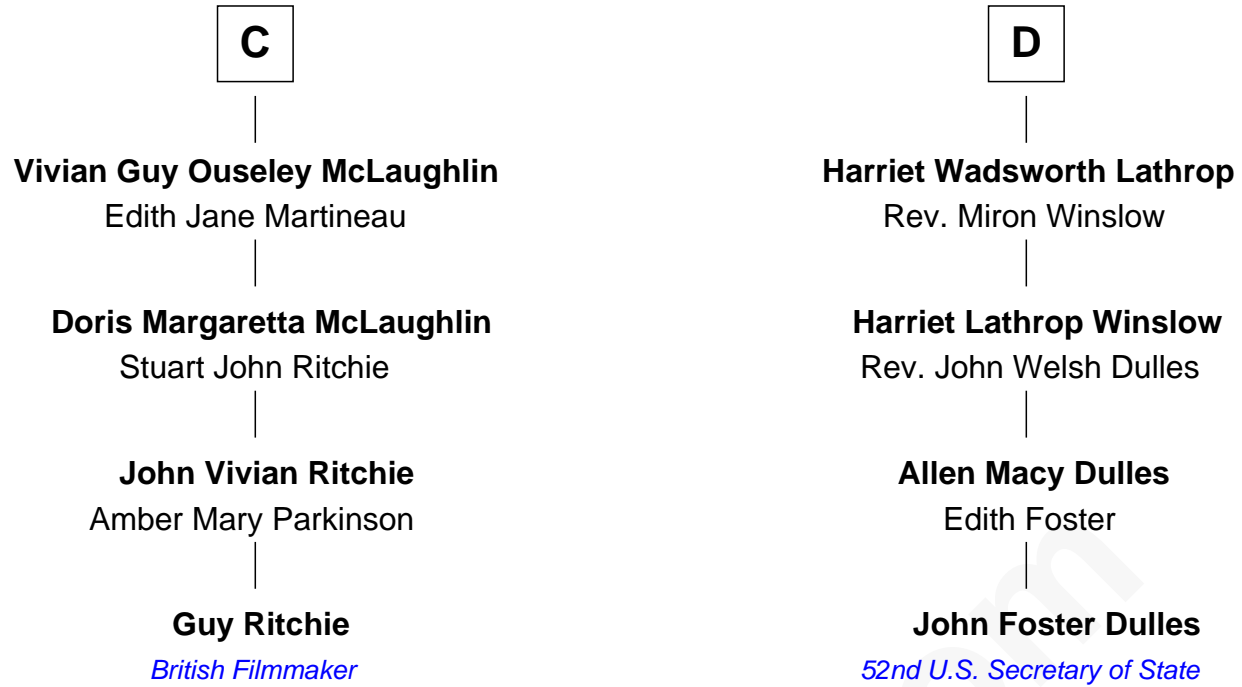 C
Vivian Guy Ouseley McLaughlin
Edith Jane Martineau
Doris Margaretta McLaughlin
Stuart John Ritchie
John Vivian Ritchie
Amber Mary Parkinson
Guy Ritchie
British Filmmaker
D
Harriet Wadsworth Lathrop
Rev. Miron Winslow
Harriet Lathrop Winslow
Rev. John Welsh Dulles
Allen Macy Dulles
Edith Foster
John Foster Dulles
52nd U.S. Secretary of State